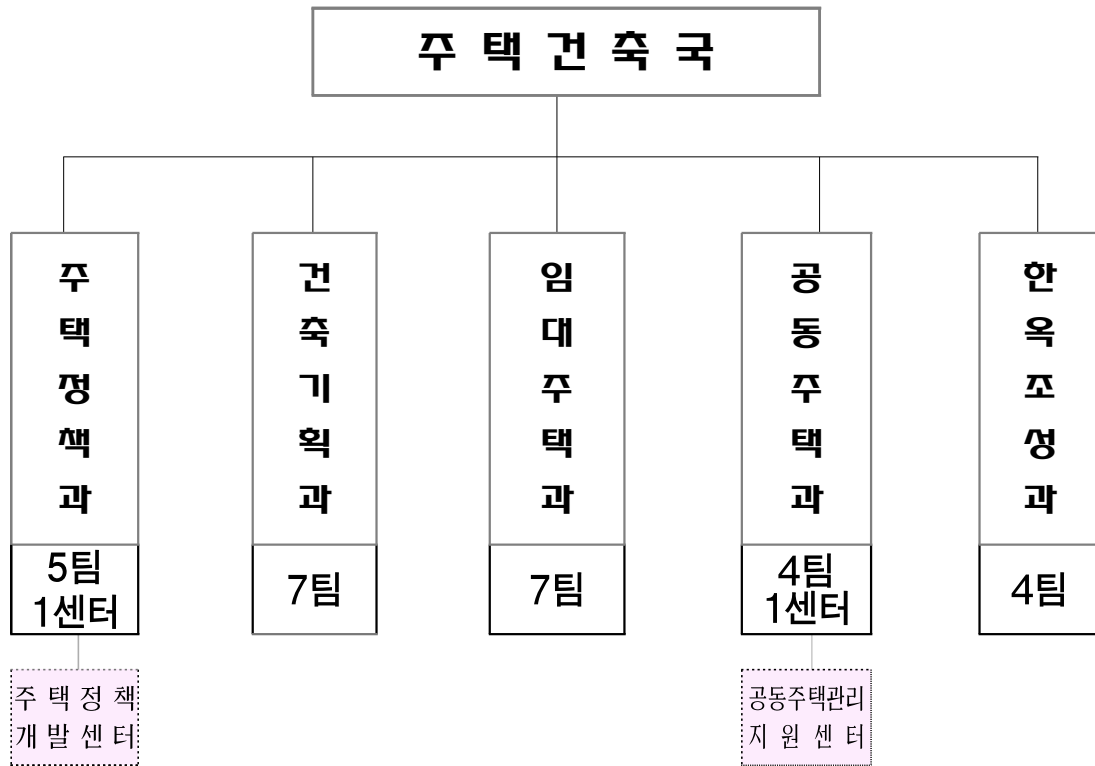 주 택 건 축 국
주택정책과
건축기획과
임대주택과
공동주택과
한옥조성과
5팀
1센터
7팀
7팀
4팀
1센터
4팀
주 택 정 책
개 발 센 터
공동주택관리
지 원 센 터